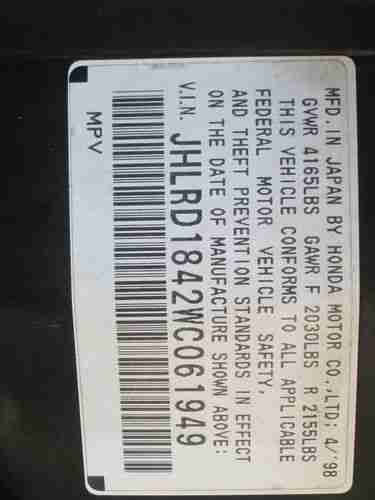 MFD. IN JAPAN BY HONDA MOTOR CO.,LTD; 4/'98
GVWR 4165LBS GAWR F 2030LBS R 2155LBS
THIS VEHICLE CONFORMS TO ALL APPLICABLE
FEDERAL MOTOR VEHICLE SAFETY,
AND THEFT PREVENTION STANDARDS IN EFFECT
ON THE DATE OF MANUFACTURE SHOWN ABOVE:
V.I.N. JHLRD1842WC061949
MPV